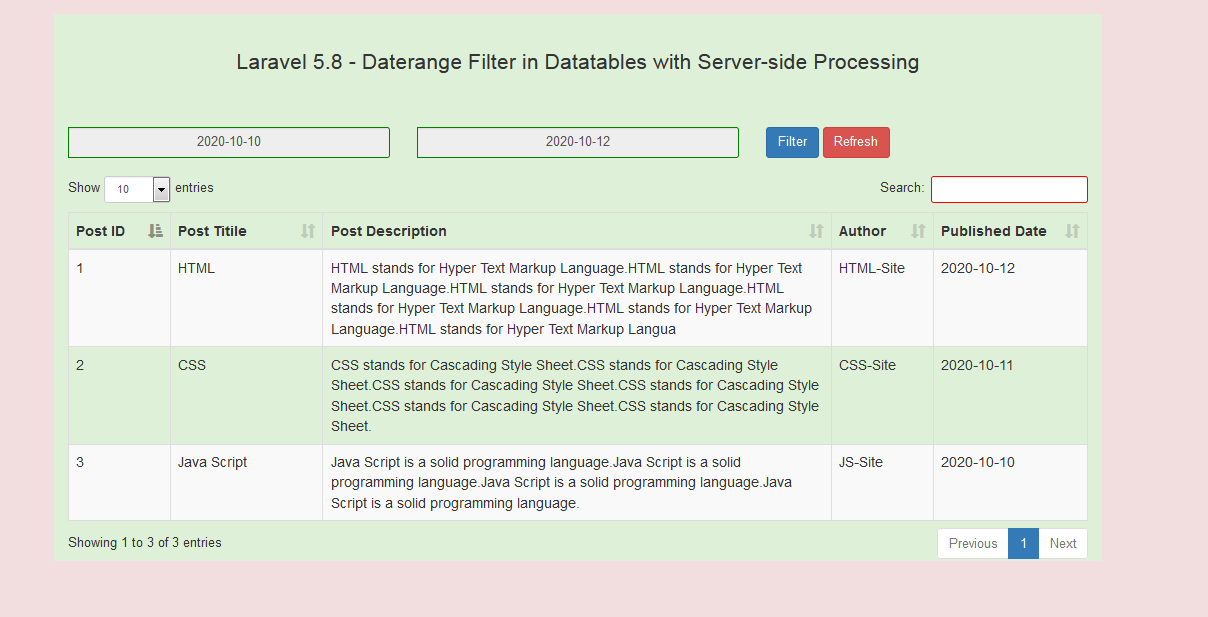 Laravel 5.8 - Daterange Filter in Datatables with Server-side Processing
2020-10-10 2020-10-12 Filter Refresh
Show 10 entries Search:
Post ID Post Titile Post Description Author Published Date
1 HTML HTML stands for Hyper Text Markup Language.HTML stands for Hyper Text HTML-Site 2020-10-12
Markup Language.HTML stands for Hyper Text Markup Language.HTML
stands for Hyper Text Markup Language.HTML stands for Hyper Text Markup
Language.HTML stands for Hyper Text Markup Langua
2 CSS CSS stands for Cascading Style Sheet.CSS stands for Cascading Style CSS-Site 2020-10-11
Sheet.CSS stands for Cascading Style Sheet.CSS stands for Cascading Style
Sheet.CSS stands for Cascading Style Sheet.CSS stands for Cascading Style
Sheet.
3 Java Script Java Script is a solid programming language.Java Script is a solid JS-Site 2020-10-10
programming language.Java Script is a solid programming language.Java
Script is a solid programming language.
Showing 1 to 3 of 3 entries Previous 1 Next